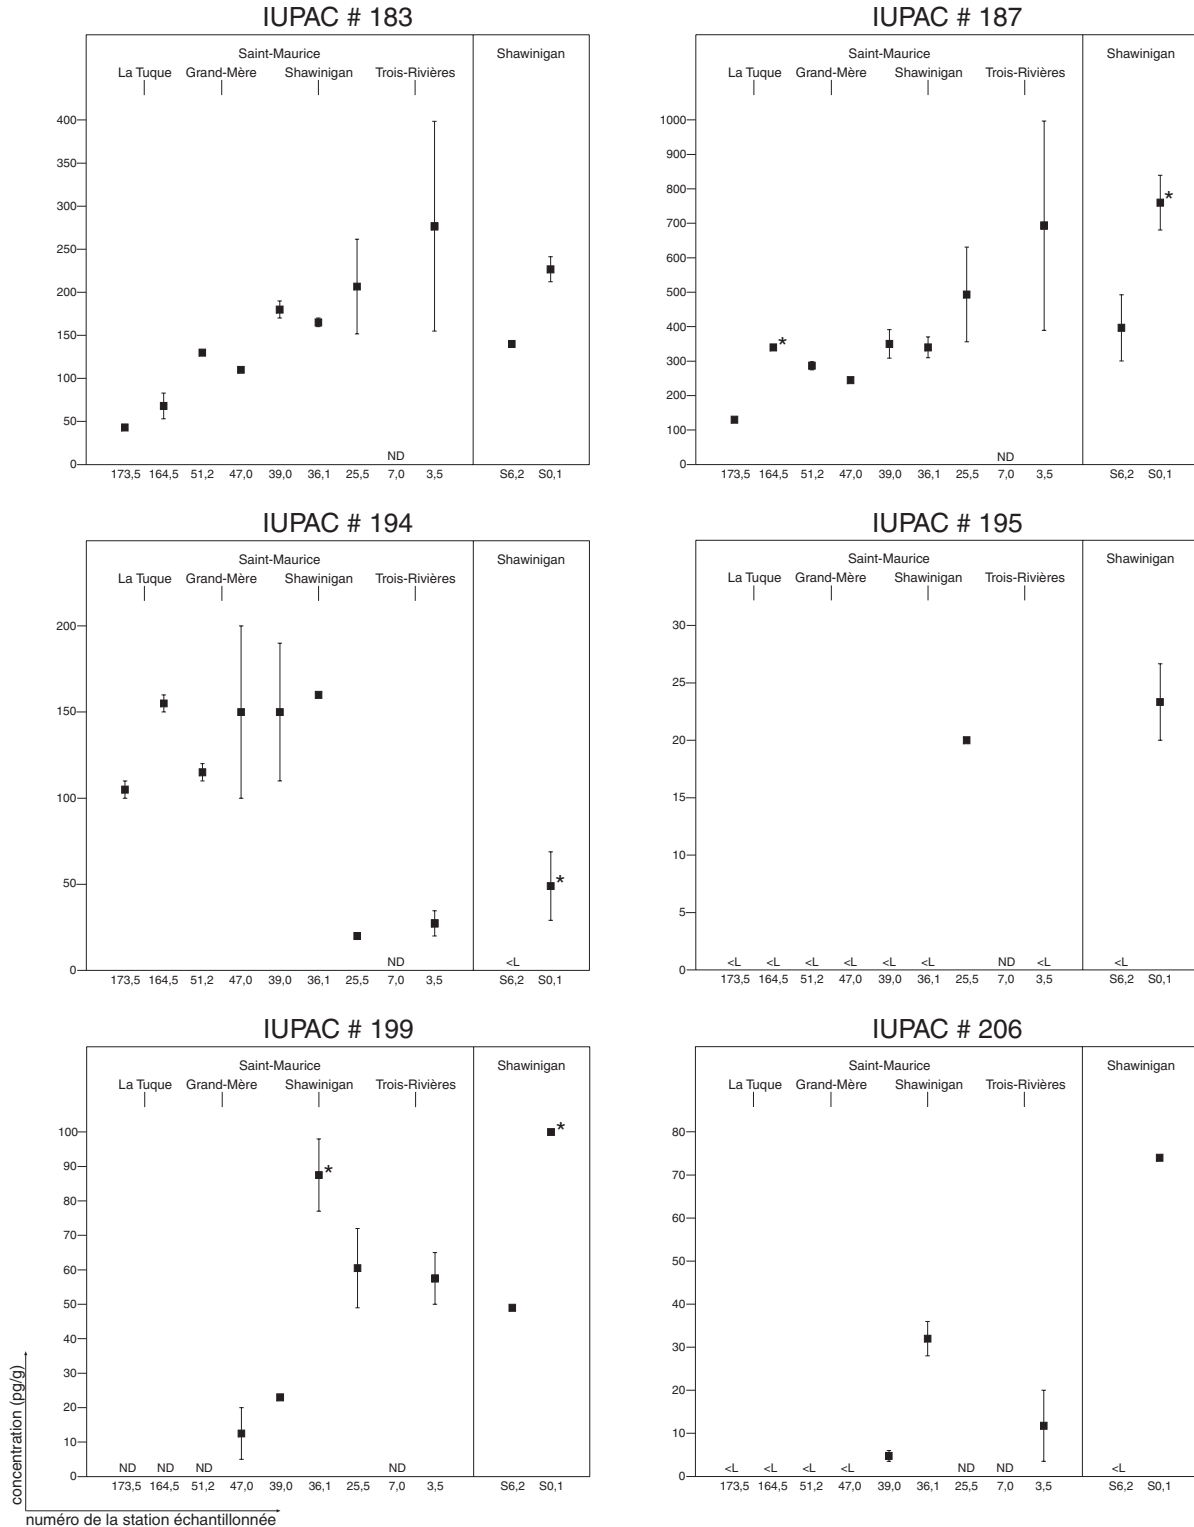 IUPAC # 183
Saint-Maurice Shawinigan
La Tuque Grand-Mère Shawinigan Trois-Rivières
400
350
300
250
200
150
100
50
ND
0
173,5 164,5 51,2 47,0 39,0 36,1 25,5 7,0 3,5 S6,2 S0,1
IUPAC # 187
Saint-Maurice Shawinigan
La Tuque Grand-Mère Shawinigan Trois-Rivières
1000
900
800
700 *
600
500
400
300 *
200
100
ND
0
173,5 164,5 51,2 47,0 39,0 36,1 25,5 7,0 3,5 S6,2 S0,1
IUPAC # 194
Saint-Maurice Shawinigan
La Tuque Grand-Mère Shawinigan Trois-Rivières
200
150
100
50 *
ND <L
0
173,5 164,5 51,2 47,0 39,0 36,1 25,5 7,0 3,5 S6,2 S0,1
IUPAC # 195
Saint-Maurice Shawinigan
La Tuque Grand-Mère Shawinigan Trois-Rivières
30
25
20
15
10
5
<L <L <L <L <L <L ND <L <L
0
173,5 164,5 51,2 47,0 39,0 36,1 25,5 7,0 3,5 S6,2 S0,1
IUPAC # 199
Saint-Maurice Shawinigan
La Tuque Grand-Mère Shawinigan Trois-Rivières
100 *
90 *
80
70
60
50
40
30
20
10
ND ND ND ND
0
173,5 164,5 51,2 47,0 39,0 36,1 25,5 7,0 3,5 S6,2 S0,1
IUPAC # 206
Saint-Maurice Shawinigan
La Tuque Grand-Mère Shawinigan Trois-Rivières
80
70
60
50
40
30
20
10
<L <L <L <L ND ND <L
0
173,5 164,5 51,2 47,0 39,0 36,1 25,5 7,0 3,5 S6,2 S0,1
concentration (pg/g)
numéro de la station échantillonnée